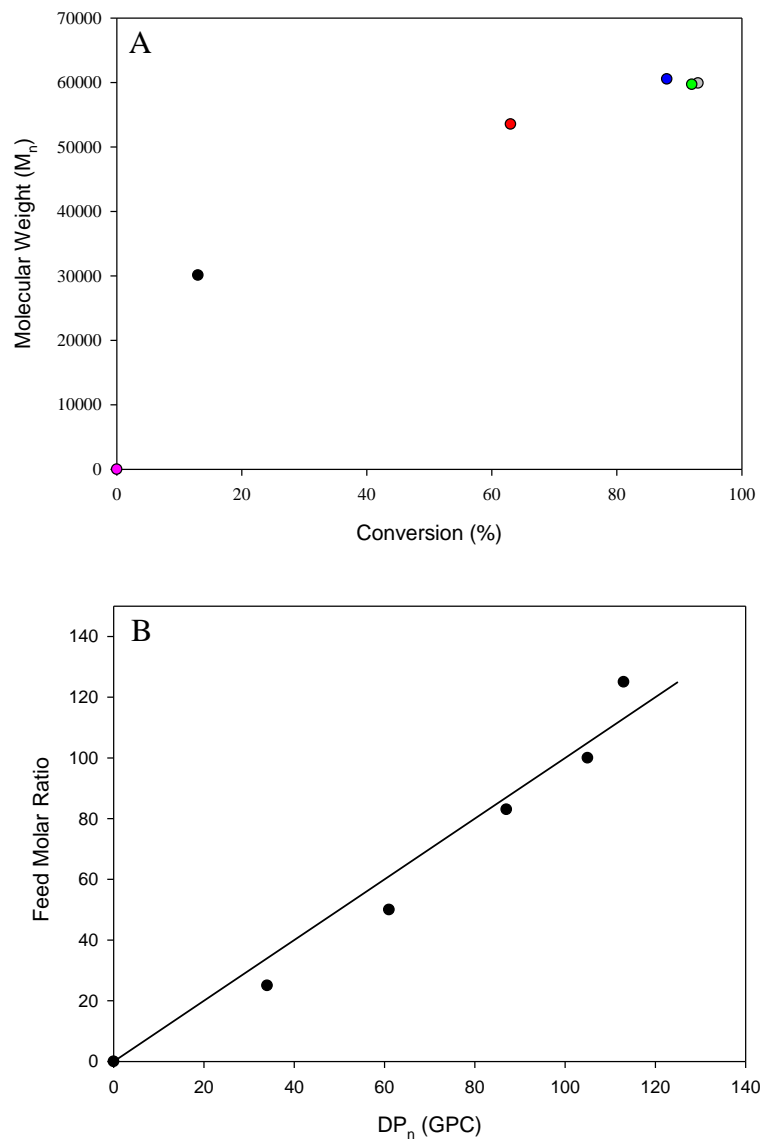 A
70000
60000
50000
40000
30000
20000
10000
0
Molecular Weight (Mn)
0 20 40 60 80 100
Conversion (%)
B
140
120
100
80
60
40
20
0
Feed Molar Ratio
0 20 40 60 80 100 120 140
DPn (GPC)